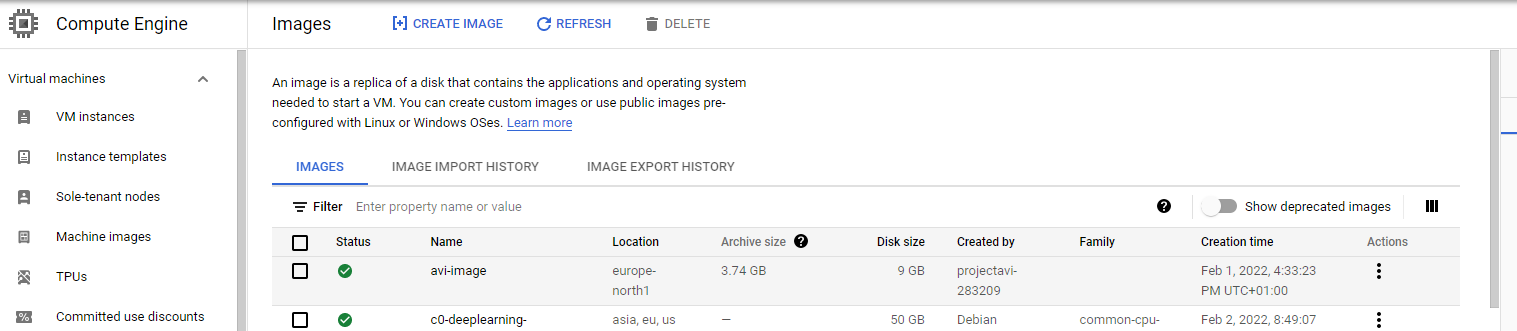 Compute Engine
Images
CREATE IMAGE
REFRESH
DELETE
Virtual machines
VM instances
Instance templates
Sole-tenant nodes
Machine images
TPUs
Committed use discounts
An image is a replica of a disk that contains the applications and operating system
needed to start a VM. You can create custom images or use public images pre-
configured with Linux or Windows OSes. Learn more
IMAGES
IMAGE IMPORT HISTORY
IMAGE EXPORT HISTORY
Filter Enter property name or value
Show deprecated images
Status Name Location Archive size Disk size Created by Family Creation time Actions
avi-image europe- 3.74 GB 9 GB projectavi- Feb 1, 2022, 4:33:23
north1 283209 PM UTC+01:00
c0-deeplearning- asia, eu, us — 50 GB Debian common-cpu- Feb 2, 2022, 8:49:07